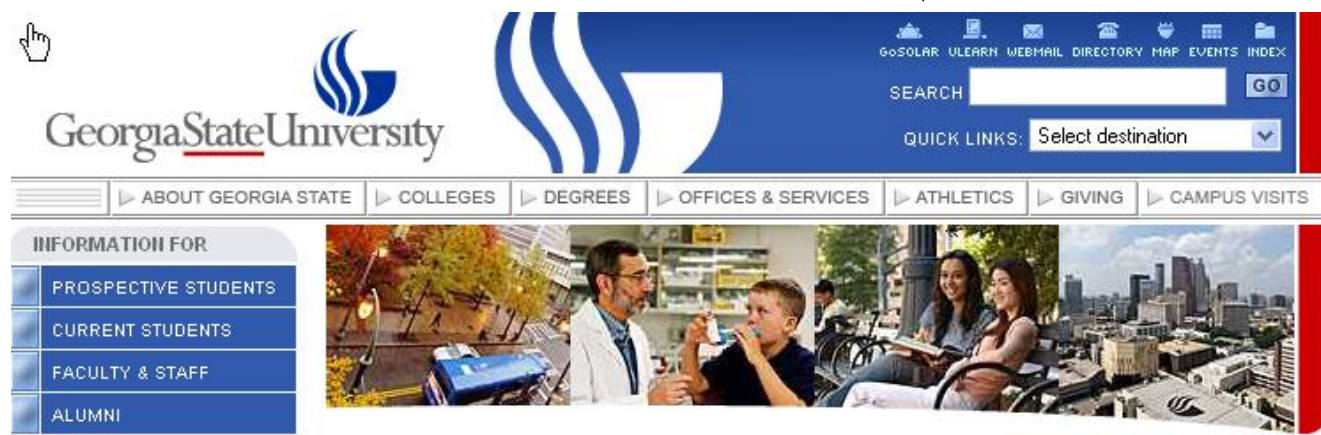 GoSOLAR ULEARN WEBMAIL DIRECTORY MAP EVENTS INDEX
SEARCH GO
GeorgiaStateUniversity
QUICK LINKS: Select destination
ABOUT GEORGIA STATE COLLEGES DEGREES OFFICES & SERVICES ATHLETICS GIVING CAMPUS VISITS
INFORMATION FOR
PROSPECTIVE STUDENTS
CURRENT STUDENTS
FACULTY & STAFF
ALUMNI